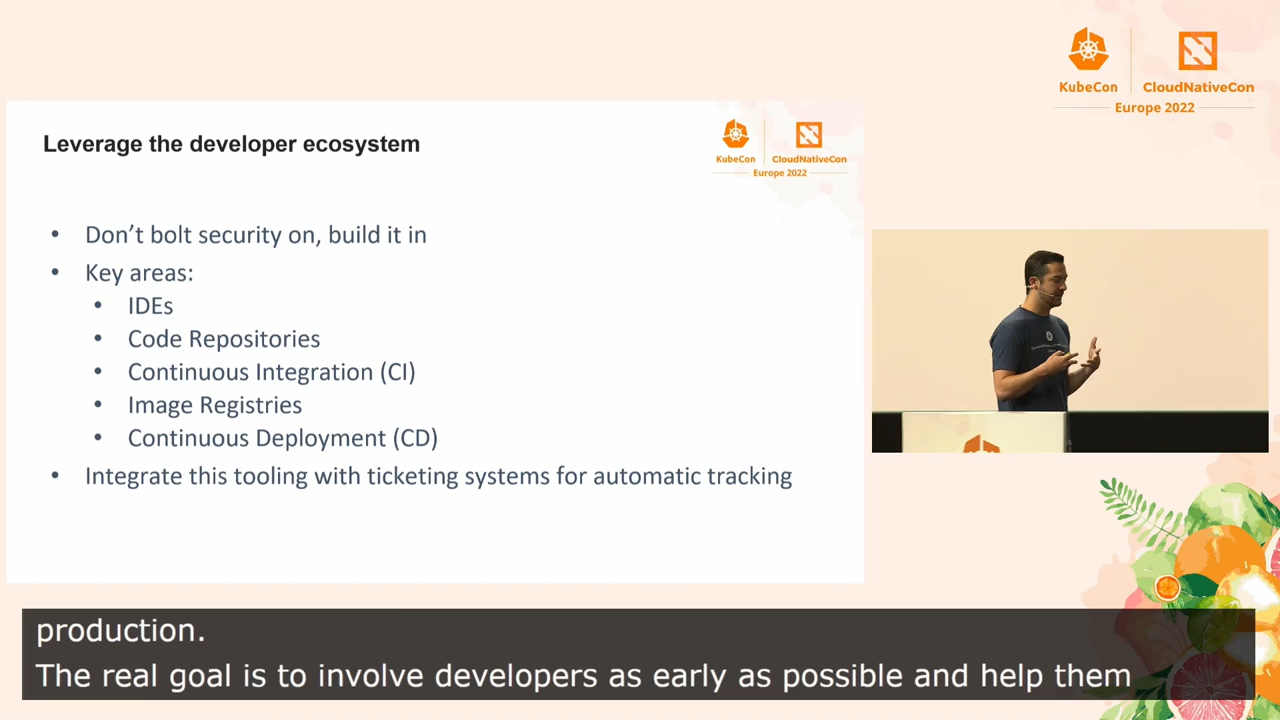 KubeCon
CloudNativeCon
Europe 2022
Leverage the developer ecosystem
KubeCon
CloudNativeCon
Europe 2022
• Don’t bolt security on, build it in
• Key areas:
• IDEs
• Code Repositories
• Continuous Integration (CI)
• Image Registries
• Continuous Deployment (CD)
• Integrate this tooling with ticketing systems for automatic tracking
production.
The real goal is to involve developers as early as possible and help them